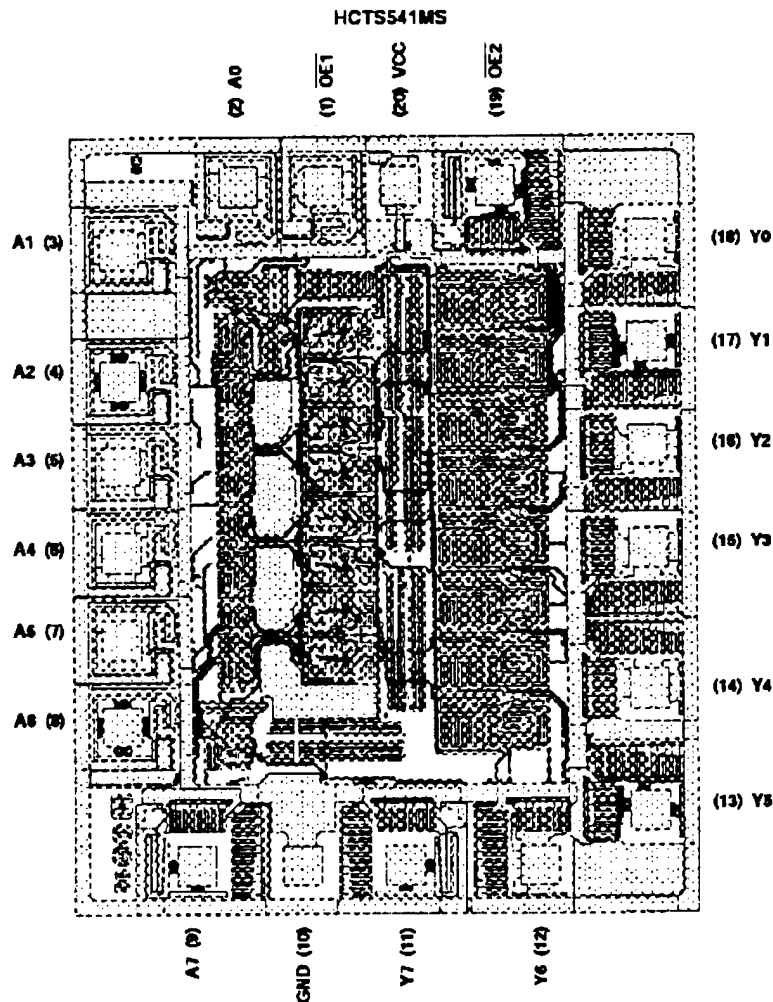 HCTS541MS
(2) A0
(1) OE1
(20) VCC
(19) OE2
A1 (3)
(18) Y0
(17) Y1
A2 (4)
(16) Y2
A3 (5)
(15) Y3
A4 (6)
A5 (7)
(14) Y4
A6 (8)
(13) Y5
A7 (9)
GND (10)
Y7 (11)
Y6 (12)